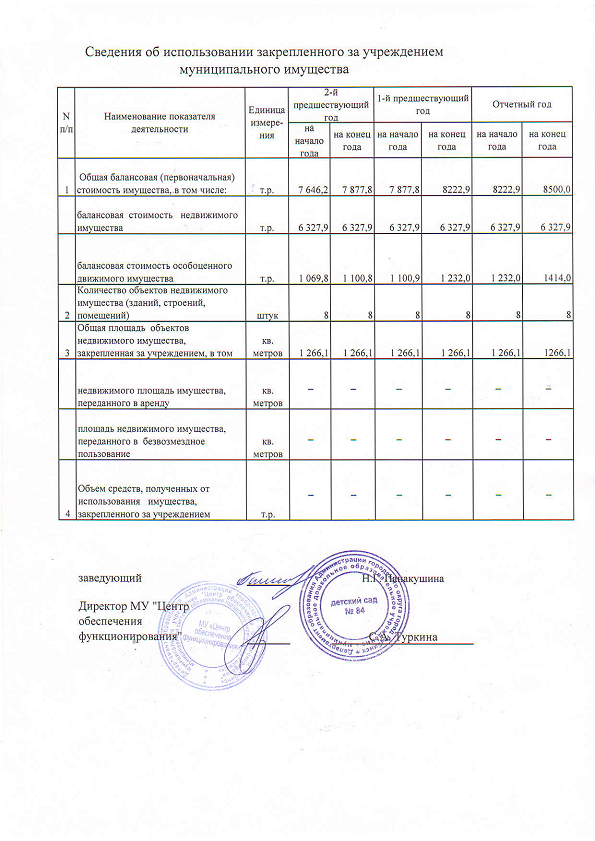 Сведения об использовании закрепленного за учреждением
муниципального имущества
N п/п
Наименование показателя деятельности
Единица измере-ния
2-й предшествующий год
1-й предшествующий год
Отчетный год
на начало года
на конец года
на начало года
на конец года
на начало года
на конец года
Общая балансовая (первоначальная)
1 стоимость имущества, в том числе: т.р. 7 646,2 7 877,8 7 877,8 8222,9 8222,9 8500,0
балансовая стоимость недвижимого
имущества т.р. 6 327,9 6 327,9 6 327,9 6 327,9 6 327,9 6 327,9
балансовая стоимость особоценного
движимого имущества т.р. 1 069,8 1 100,8 1 100,9 1 232,0 1 232,0 1414,0
Количество объектов недвижимого
имущества (зданий, строений,
2 помещений) штук 8 8 8 8 8 8
Общая площадь объектов
недвижимого имущества, кв.
3 закрепленная за учреждением, в том метров 1 266,1 1 266,1 1 266,1 1 266,1 1 266,1 1266,1
недвижимого площадь имущества, кв. – – – – – –
переданного в аренду метров
площадь недвижимого имущества,
переданного в безвозмездное кв. – – – – – –
пользование метров
Объем средств, полученных от – – – – – –
использования имущества,
4 закрепленного за учреждением т.р.
заведующий
детский сад
№ 84
Директор МУ "Центр
обеспечения
функционирования"
МУ «Центр
обеспечения
функционирования»
Туркина